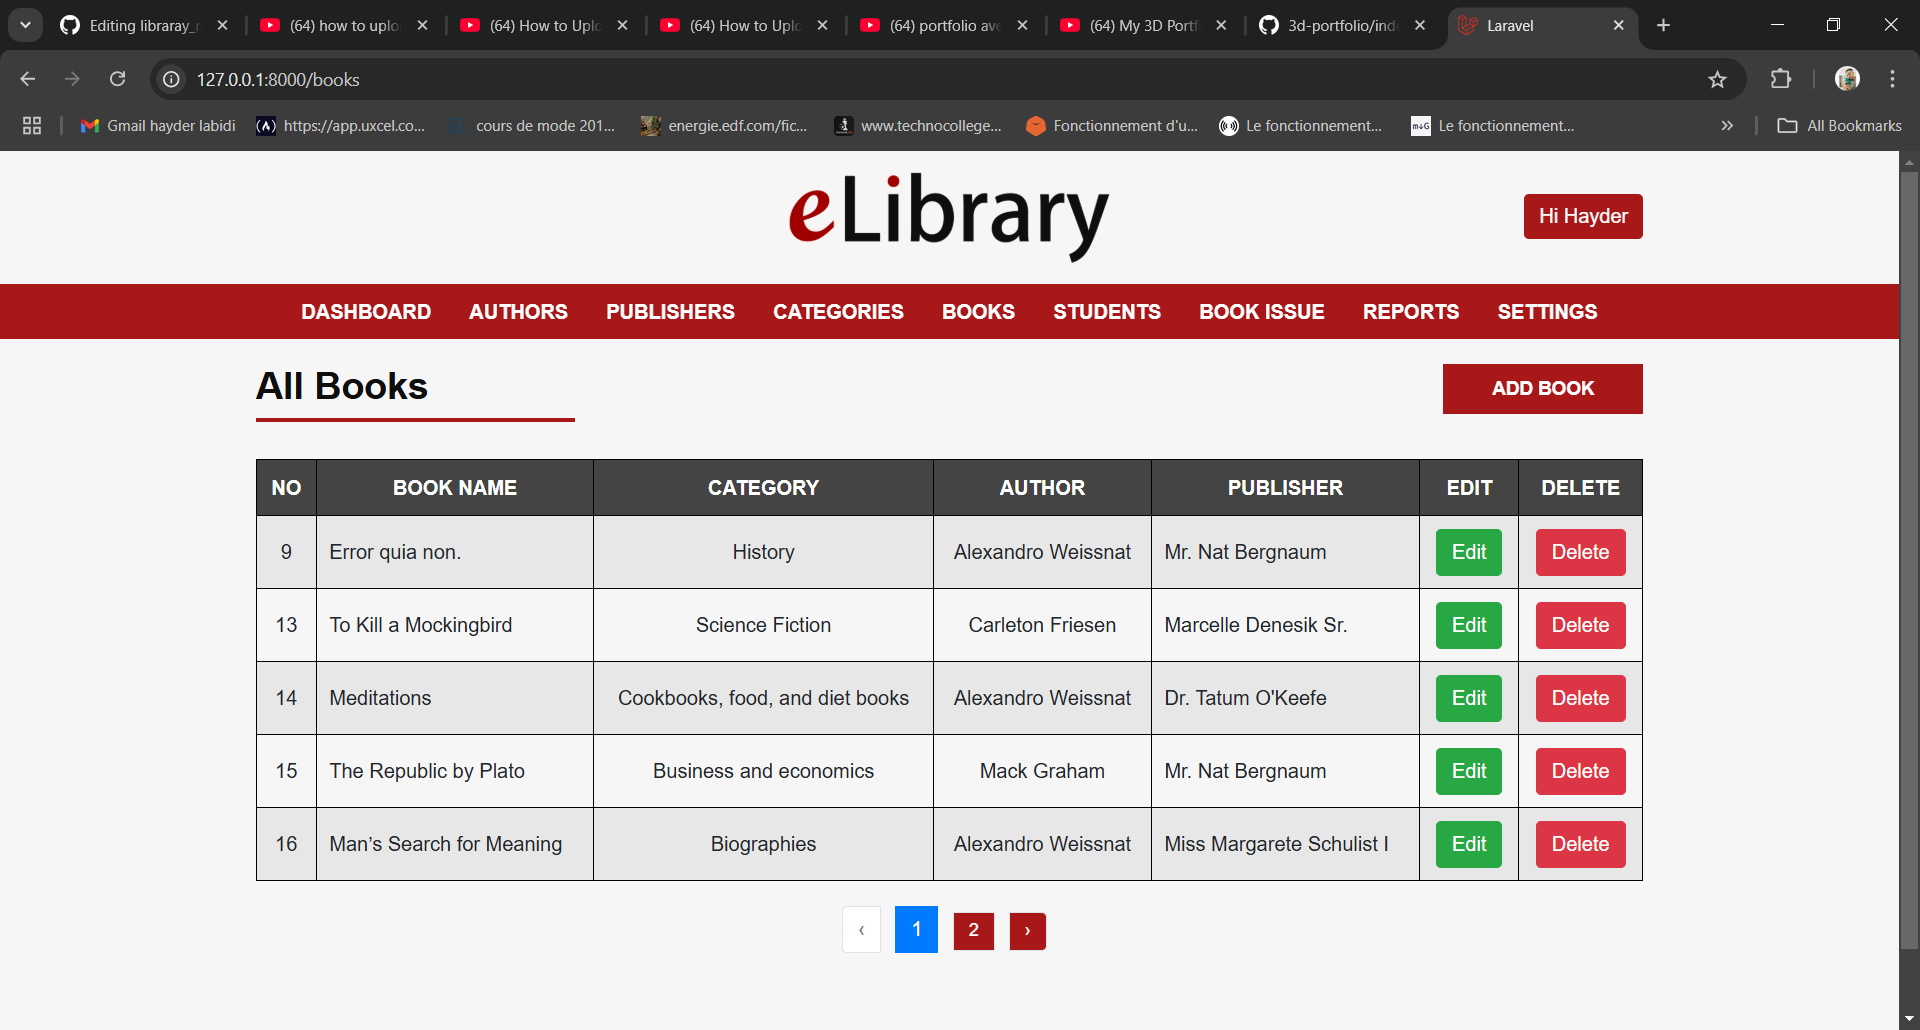 Editing libraray_
(64) how to uplo
(64) How to Uplo
(64) How to Uplo
(64) portfolio ave
(64) My 3D Portf
3d-portfolio/ind
Laravel
127.0.0.1:8000/books
Gmail hayder labidi
https://app.uxcel.co...
cours de mode 201...
energie.edf.com/fic...
www.technocollege...
Fonctionnement d'u...
Le fonctionnement...
Le fonctionnement...
All Bookmarks
eLibrary
Hi Hayder
DASHBOARD AUTHORS PUBLISHERS CATEGORIES BOOKS STUDENTS BOOK ISSUE REPORTS SETTINGS
All Books
ADD BOOK
NO BOOK NAME CATEGORY AUTHOR PUBLISHER EDIT DELETE
9 Error quia non. History Alexandro Weissnat Mr. Nat Bergnaum Edit Delete
13 To Kill a Mockingbird Science Fiction Carleton Friesen Marcelle Denesik Sr. Edit Delete
14 Meditations Cookbooks, food, and diet books Alexandro Weissnat Dr. Tatum O'Keefe Edit Delete
15 The Republic by Plato Business and economics Mack Graham Mr. Nat Bergnaum Edit Delete
16 Man’s Search for Meaning Biographies Alexandro Weissnat Miss Margarete Schulist I Edit Delete
‹ 1 2 ›